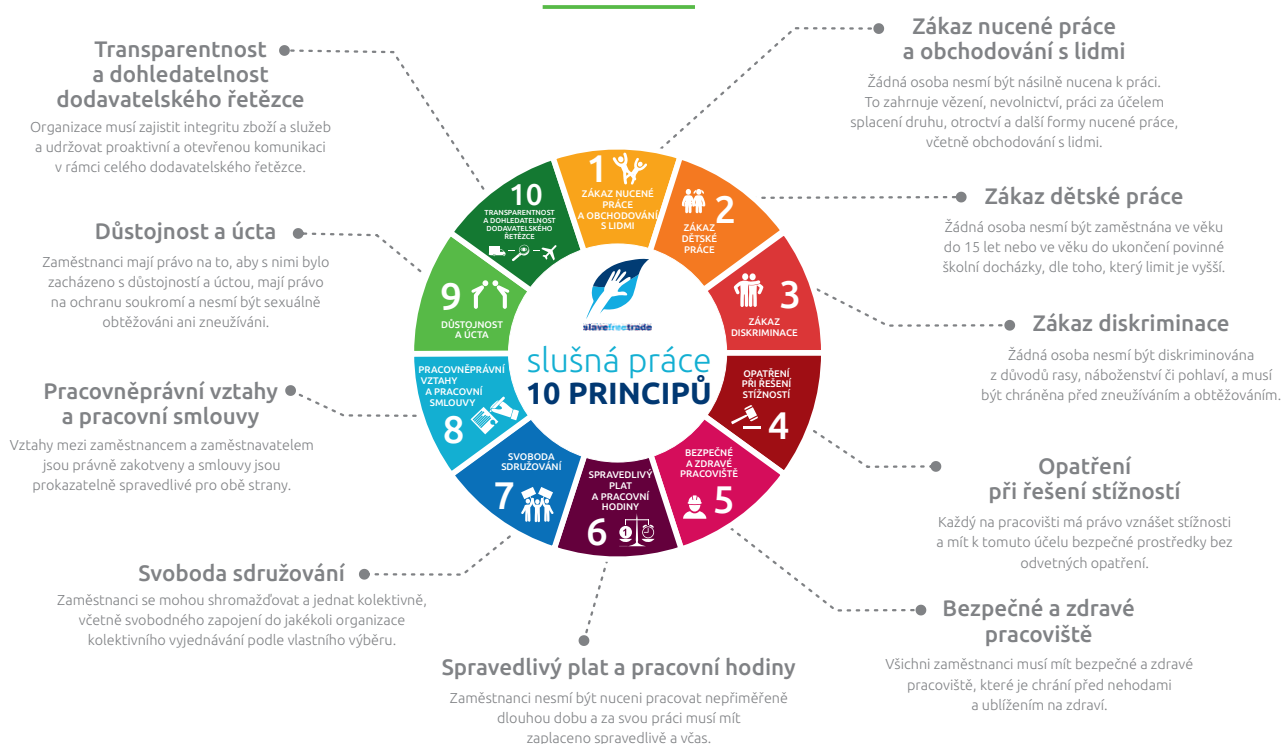 Transparentnost
a dohledatelnost
dodavatelského řetězce
Organizace musí zajistit integritu zboží a služeb
a udržovat proaktivní a otevřenou komunikaci
v rámci celého dodavatelského řetězce.
Důstojnost a úcta
Zaměstnanci mají právo na to, aby s nimi bylo
zacházeno s důstojností a úctou, mají právo
na ochranu soukromí a nesmí být sexuálně
obtěžováni ani zneužíváni.
Pracovněprávní vztahy
a pracovní smlouvy
Vztahy mezi zaměstnancem a zaměstnavatelem
jsou právně zakotveny a smlouvy jsou
prokazatelně spravedlivé pro obě strany.
Svoboda sdružování
Zaměstnanci se mohou shromažďovat a jednat kolektivně,
včetně svobodného zapojení do jakékoli organizace
kolektivního vyjednávání podle vlastního výběru.
1
ZÁKAZ NUCENÉ
PRÁCE
A OBCHODOVÁNÍ
S LIDMI
2
ZÁKAZ
DĚTSKÉ
PRÁCE
3
ZÁKAZ
DISKRIMINACE
OPATŘENÍ
PŘI ŘEŠENÍ
STÍŽNOSTÍ
4
BEZPEČNÉ
A ZDRAVÉ
PRACOVIŠTĚ
5
SPRAVEDLIVÝ
PLAT
A PRACOVNÍ
HODINY
6
1
SVOBODA
SDRUŽOVÁNÍ
7
PRACOVNĚPRÁVNÍ
VZTAHY
A PRACOVNÍ
SMLOUVY
8
9
DŮSTOJNOST
A ÚCTA
10
TRANSPARENTNOST
A DOHLEDATELNOST
DODAVATELSKÉHO
ŘETĚZCE
slavefreetrade
slušná práce
10 PRINCIPŮ
Zákaz nucené práce
a obchodování s lidmi
Žádná osoba nesmí být násilně nucena k práci.
To zahrnuje vězení, nevolnictví, práci za účelem
splacení druhu, otroctví a další formy nucené práce,
včetně obchodování s lidmi.
Zákaz dětské práce
Žádná osoba nesmí být zaměstnána ve věku
do 15 let nebo ve věku do ukončení povinné
školní docházky, dle toho, který limit je vyšší.
Zákaz diskriminace
Žádná osoba nesmí být diskriminována
z důvodů rasy, náboženství či pohlaví, a musí
být chráněna před zneužíváním a obtěžováním.
Opatření
při řešení stížností
Každý na pracovišti má právo vznášet stížnosti
a mít k tomuto účelu bezpečné prostředky bez
odvetných opatření.
Bezpečné a zdravé
pracoviště
Všichni zaměstnanci musí mít bezpečné a zdravé
pracoviště, které je chrání před nehodami
a ublížením na zdraví.
Spravedlivý plat a pracovní hodiny
Zaměstnanci nesmí být nuceni pracovat nepřiměřeně
dlouhou dobu a za svou práci musí mít
zaplaceno spravedlivě a včas.